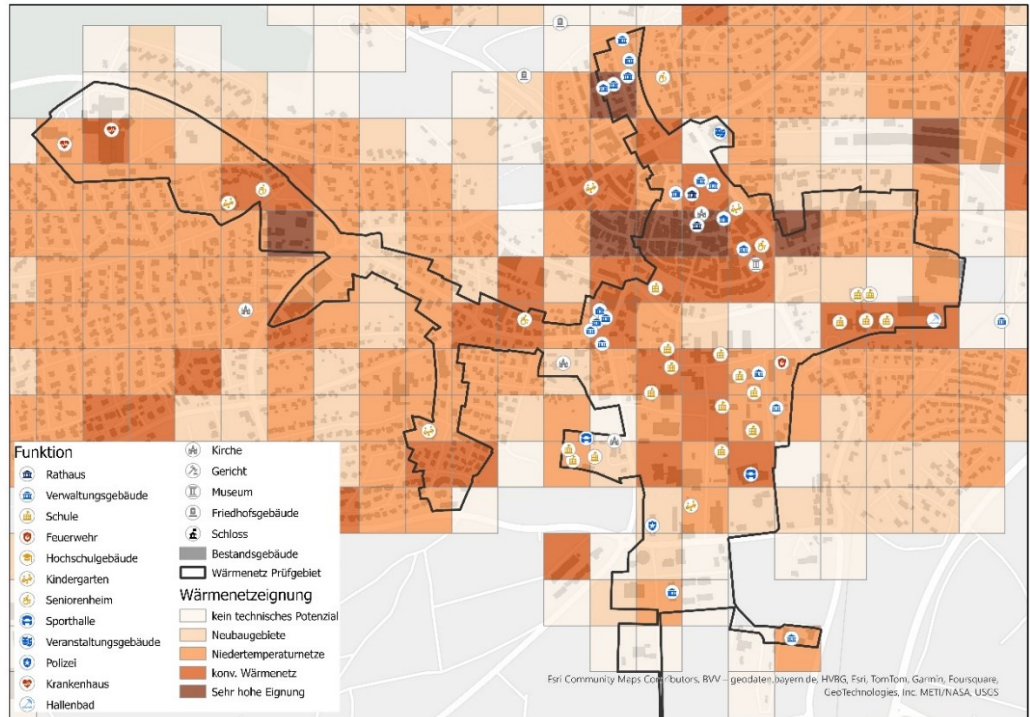 Funktion
Rathaus
Verwaltungsgebäude
Schule
Feuerwehr
Hochschulgebäude
Kindergarten
Seniorenheim
Sporthalle
Veranstaltungsgebäude
Polizei
Krankenhaus
Hallenbad
Kirche
Gericht
Museum
Friedhofsgebäude
Schloss
Bestandsgebäude
Wärmenetz Prüfgebiet
Wärmenetzeignung
kein technisches Potenzial
Neubaugebiete
Niedertemperaturnetze
konv. Wärmenetz
Sehr hohe Eignung
Esri Community Maps Contributors, BVV – geodaten.bayern.de, HVBG, Esri, TomTom, Garmin, Foursquare,
GeoTechnologies, Inc, METI/NASA, USGS